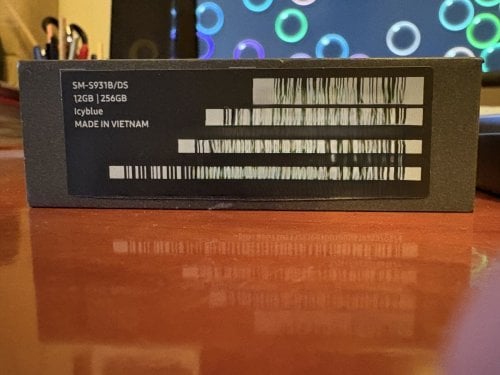 SM-S931B/DS
12GB | 256GB
Icyblue
MADE IN VIETNAM